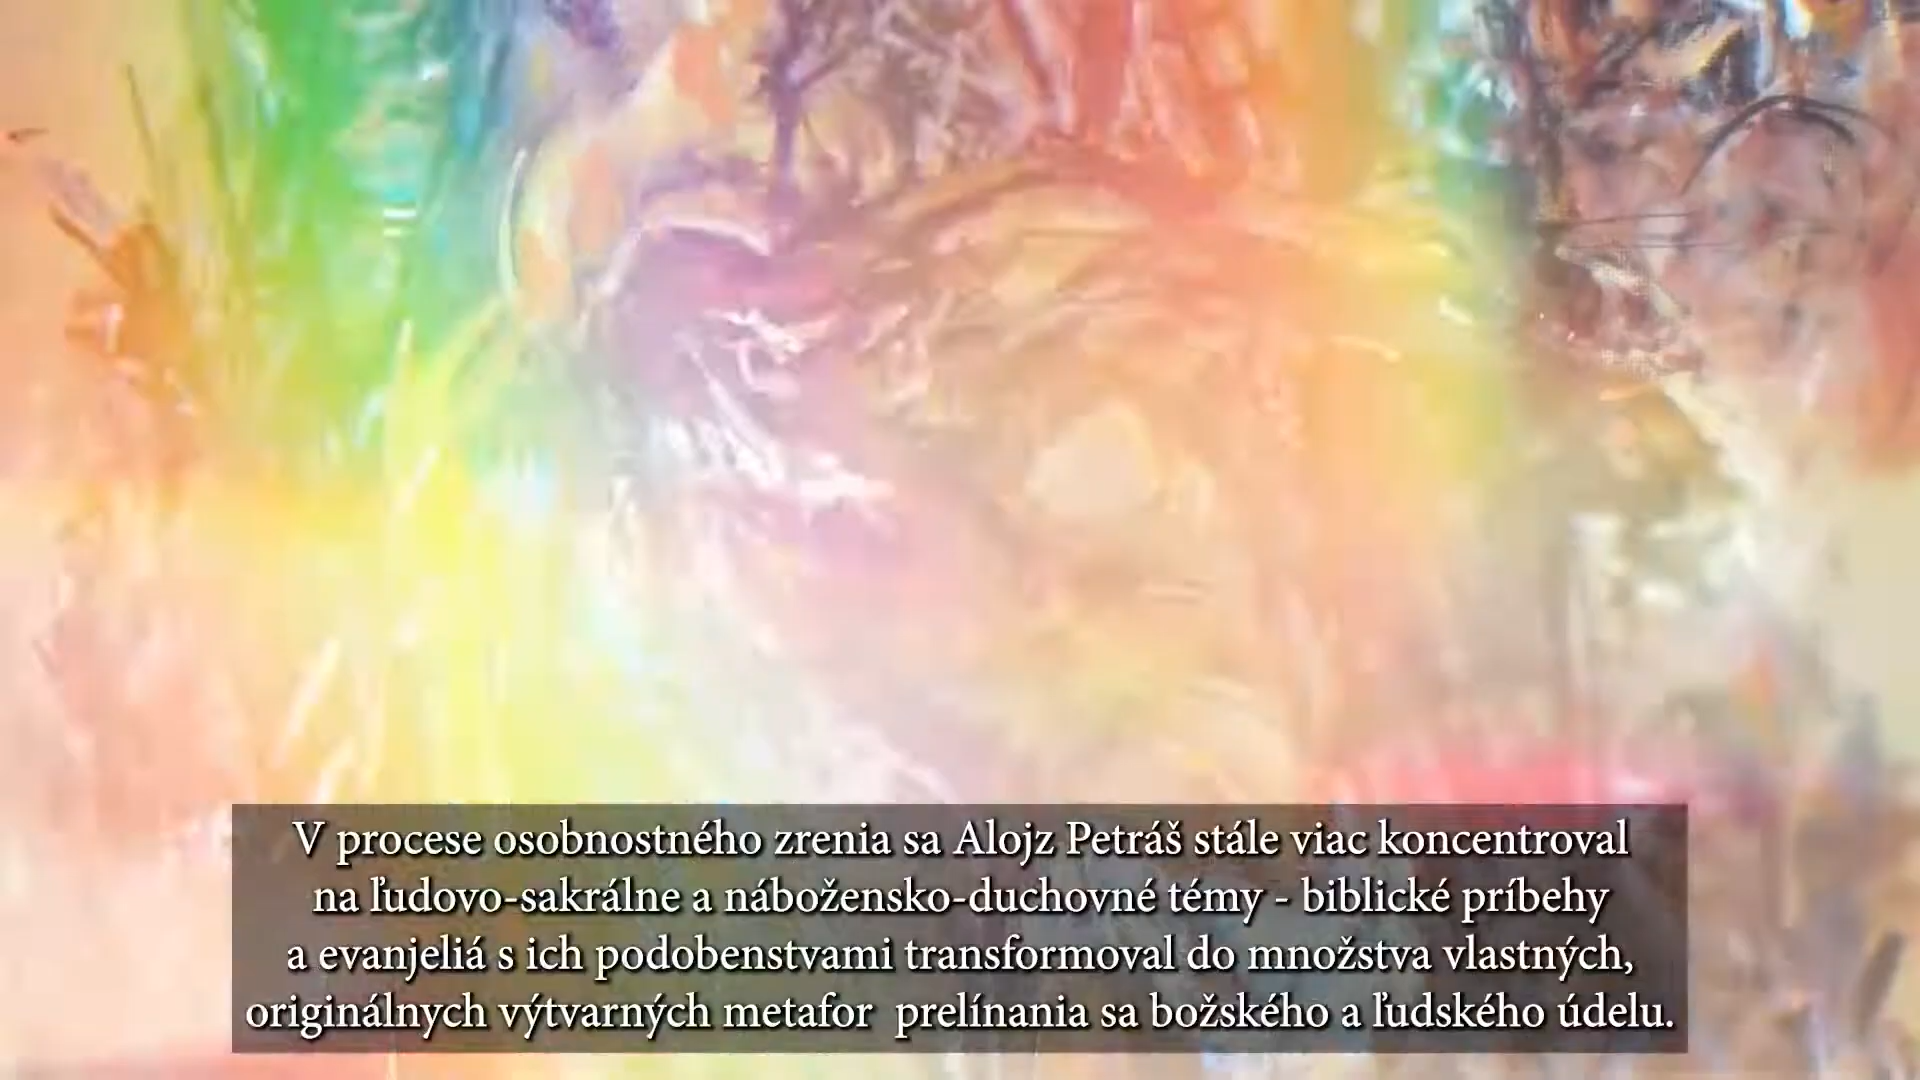 V procese osobnostného zrenia sa Alojz Petráš stále viac koncentroval
na ľudovo-sakrálne a nábožensko-duchovné témy - biblické príbehy
a evanjeliá s ich podobenstvami transformoval do množstva vlastných,
originálnych výtvarných metafor  prelínania sa božského a ľudského údelu.